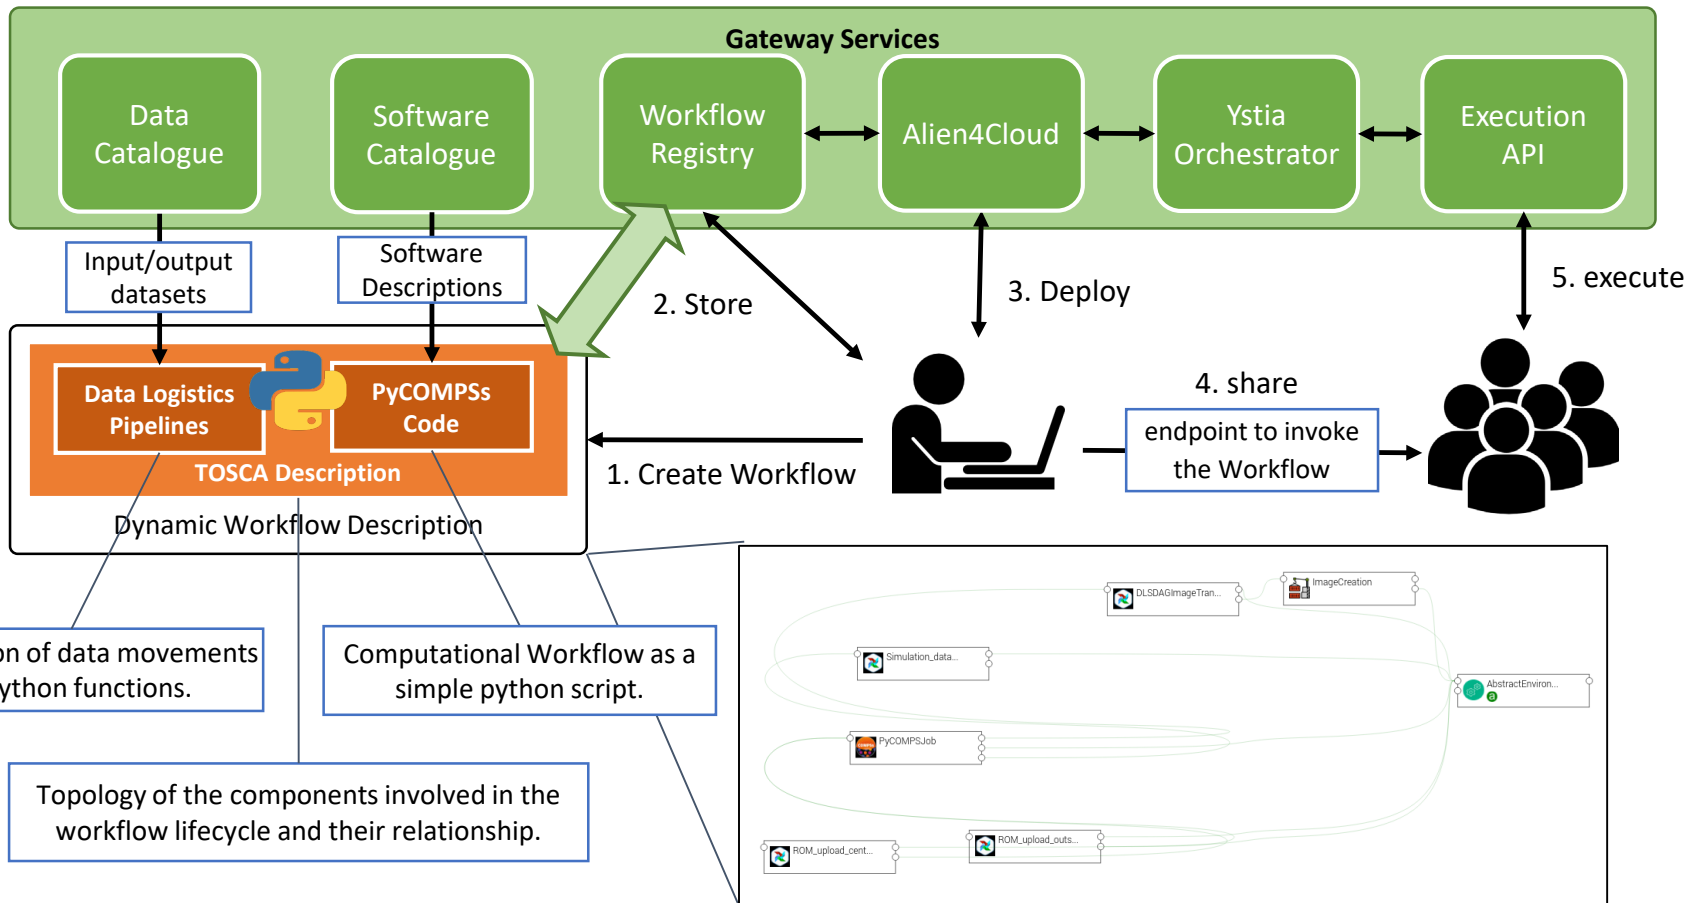 Gateway Services
Data
Catalogue
Software
Catalogue
Workflow
Registry
Alien4Cloud
Ystia
Orchestrator
Execution
API
Input/output
datasets
Software
Descriptions
2. Store
3. Deploy
5. execute
Data Logistics
Pipelines
PyCOMPSs
Code
TOSCA Description
Dynamic Workflow Description
1. Create Workflow
4. share
endpoint to invoke
the Workflow
of data movements
functions.
Computational Workflow as a
simple python script.
Topology of the components involved in the
workflow lifecycle and their relationship.
DLSDAGImageTran...
ImageCreation
Simulation_data...
AbstractEnviron...
a
PyCOMPSJob
ROM_upload_cent...
ROM_upload_outs...